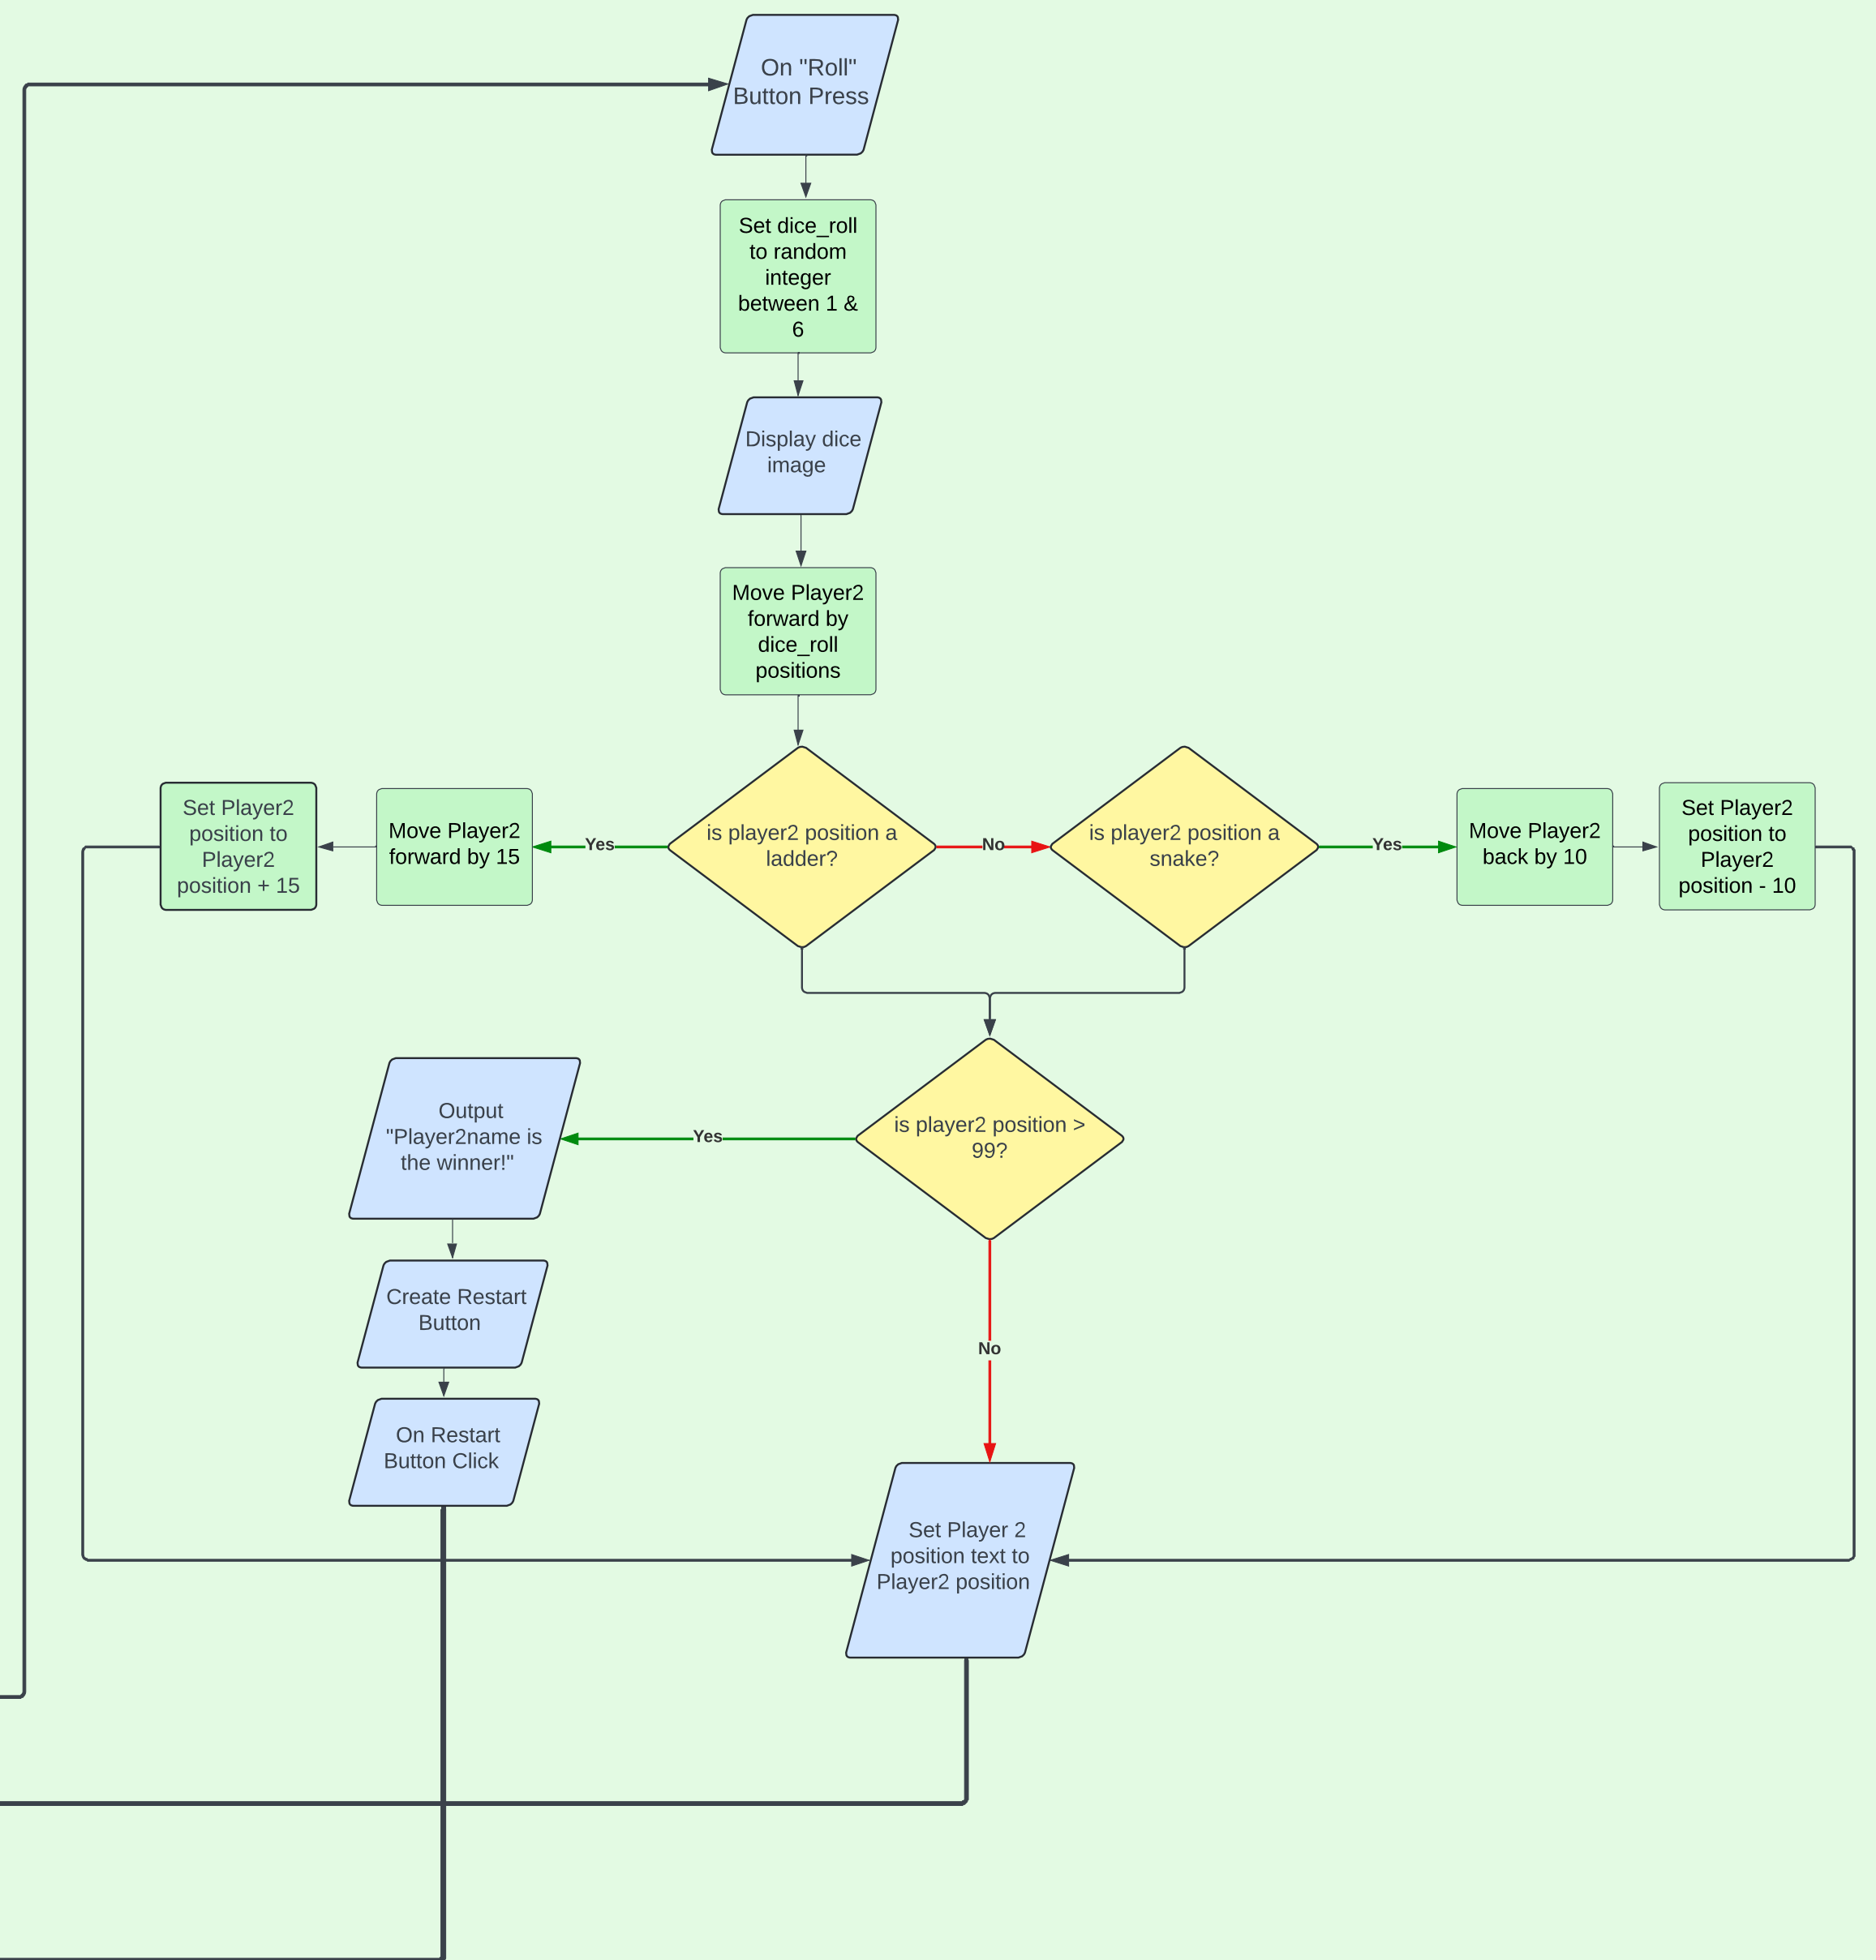 On "Roll"
Button Press
Set dice_roll
to random
integer
between 1 &
6
Display dice
image
Move Player2
forward by
dice_roll
positions
Set Player2
position to
Player2
position + 15
Move Player2
forward by 15
Yes
is player2 position a
ladder?
No
is player2 position a
snake?
Yes
Move Player2
back by 10
Set Player2
position to
Player2
position - 10
Output
"Player2name is
the winner!"
Yes
is player2 position >
99?
Create Restart
Button
No
On Restart
Button Click
Set Player 2
position text to
Player2 position